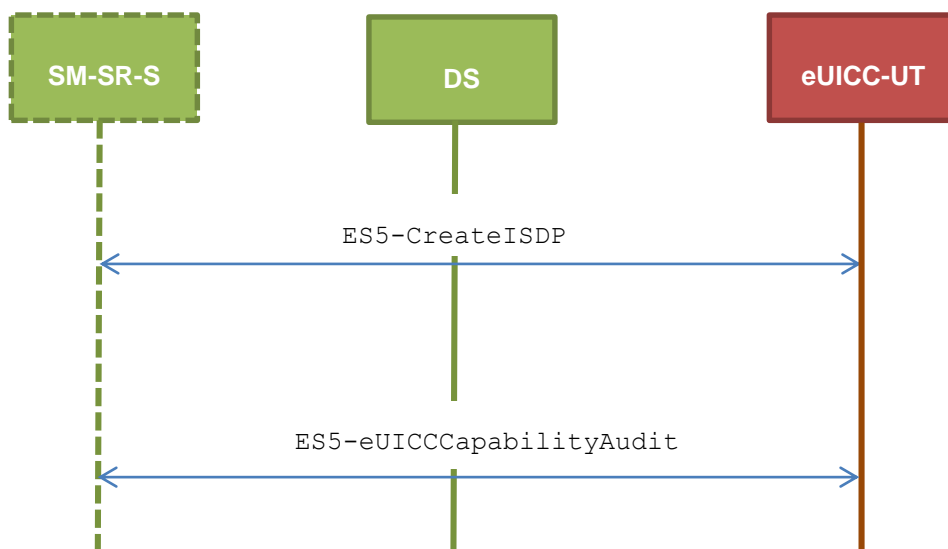 SM-SR-S
DS
eUICC-UT
ES5-CreateISDP
ES5-eUICCCapabilityAudit